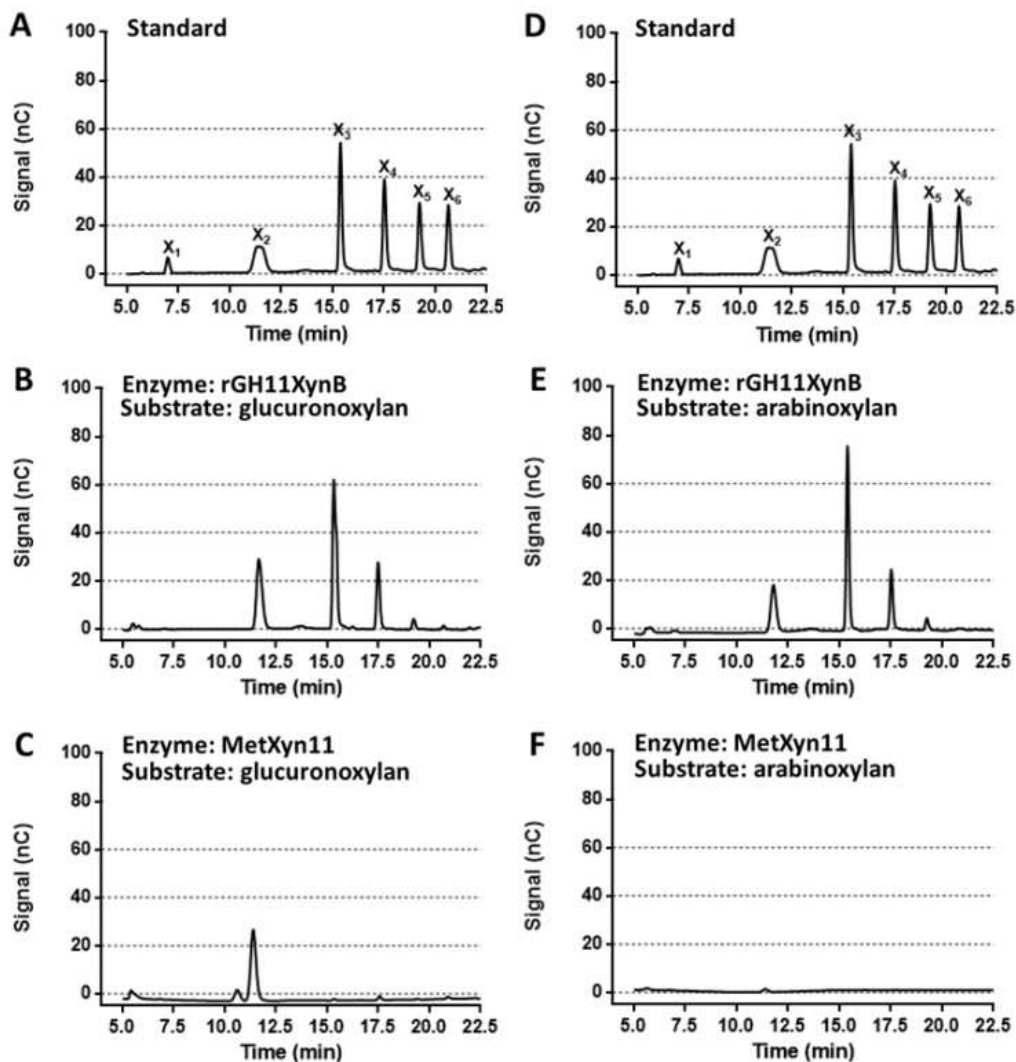 A Standard
100
80
60
40
20
0
Signal (nC)
X1
X2
X3
X4
X5
X6
5.0 7.5 10.0 12.5 15.0 17.5 20.0 22.5
Time (min)
D Standard
100
80
60
40
20
0
Signal (nC)
X1
X2
X3
X4
X5
X6
5.0 7.5 10.0 12.5 15.0 17.5 20.0 22.5
Time (min)
B Enzyme: rGH11XynB
Substrate: glucuronoxylan
100
80
60
40
20
0
Signal (nC)
5.0 7.5 10.0 12.5 15.0 17.5 20.0 22.5
Time (min)
E Enzyme: rGH11XynB
Substrate: arabinoxylan
100
80
60
40
20
0
Signal (nC)
5.0 7.5 10.0 12.5 15.0 17.5 20.0 22.5
Time (min)
C Enzyme: MetXyn11
Substrate: glucuronoxylan
100
80
60
40
20
0
Signal (nC)
5.0 7.5 10.0 12.5 15.0 17.5 20.0 22.5
Time (min)
F Enzyme: MetXyn11
Substrate: arabinoxylan
100
80
60
40
20
0
Signal (nC)
5.0 7.5 10.0 12.5 15.0 17.5 20.0 22.5
Time (min)